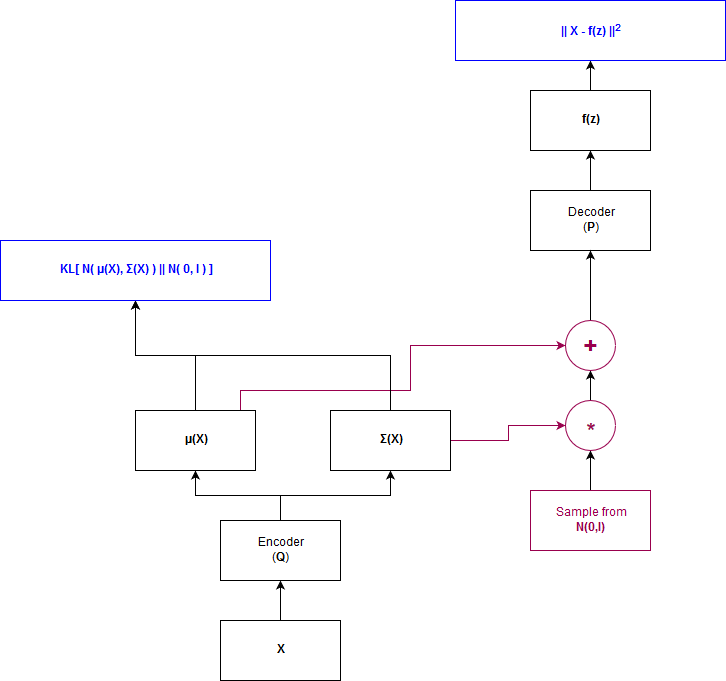 || X - f(z) ||²
f(z)
Decoder
(P)
KL[ N( μ(X), Σ(X) ) || N( 0, I ) ]
+
μ(X)
Σ(X)
*
Sample from
N(0,I)
Encoder
(Q)
X